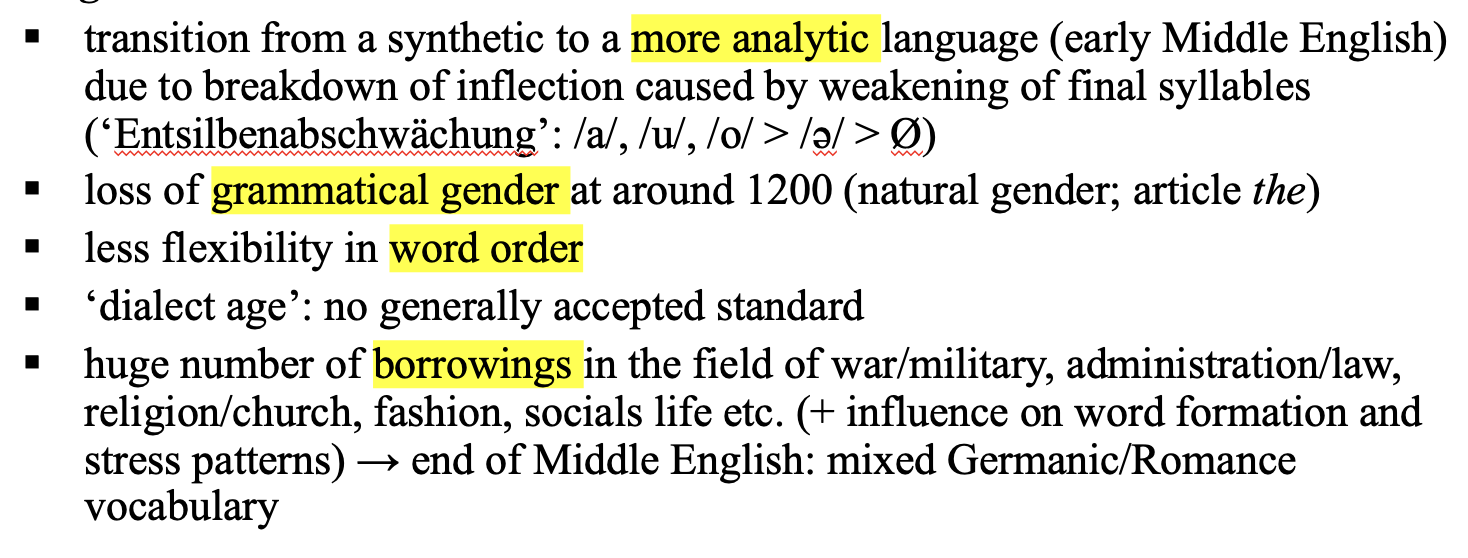 ▪ transition from a synthetic to a more analytic language (early Middle English)
due to breakdown of inflection caused by weakening of final syllables
(‘Entsilbenabschwächung’: /a/, /u/, /o/ > /ə/ > Ø)
▪ loss of grammatical gender at around 1200 (natural gender; article the)
▪ less flexibility in word order
▪ ‘dialect age’: no generally accepted standard
▪ huge number of borrowings in the field of war/military, administration/law,
religion/church, fashion, socials life etc. (+ influence on word formation and
stress patterns) → end of Middle English: mixed Germanic/Romance
vocabulary